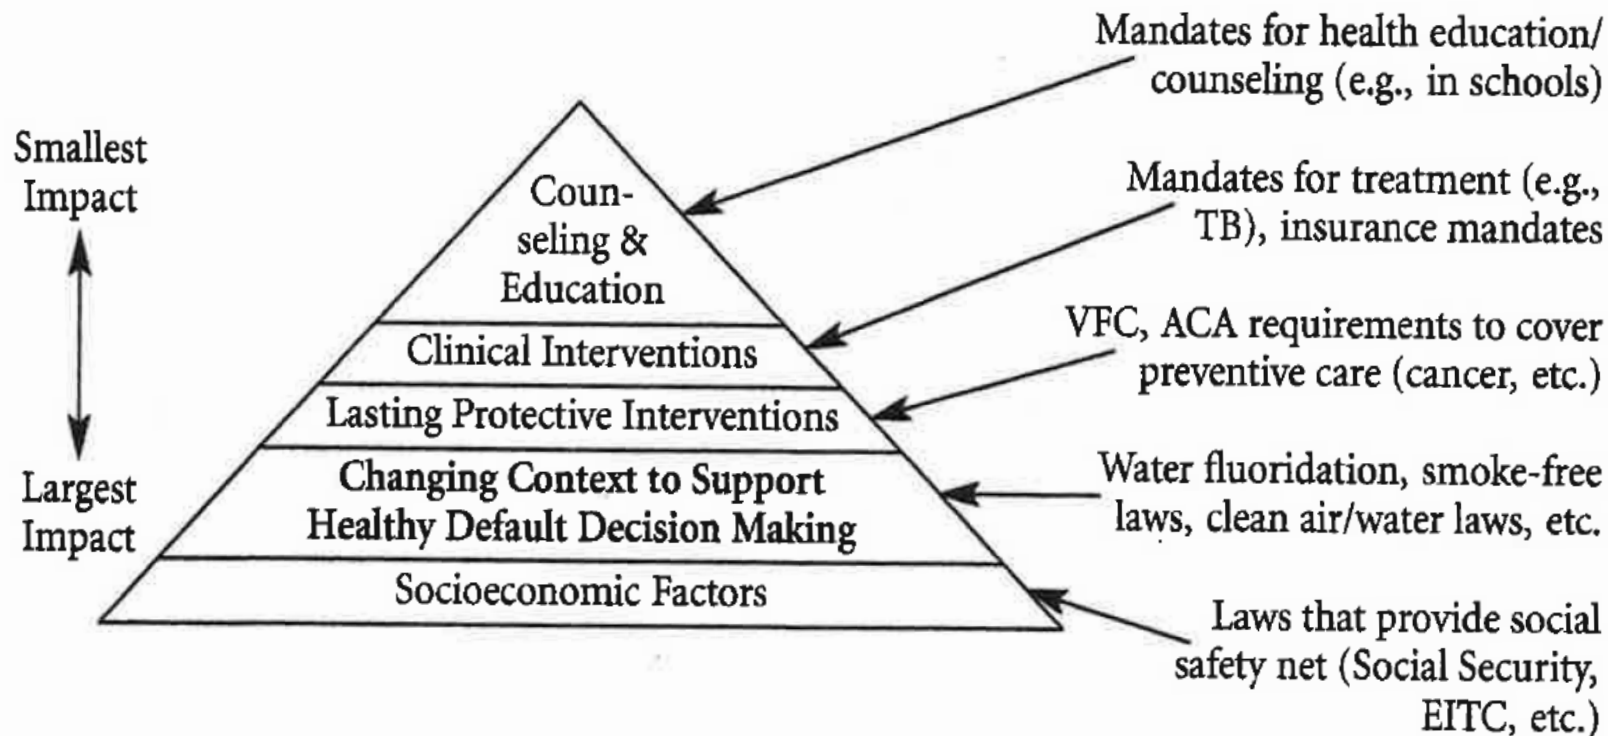 Mandates for health education/
counseling (e.g., in schools)
Smallest
Impact
Mandates for treatment (e.g.,
TB), insurance mandates
Coun-
seling &
Education
VFC, ACA requirements to cover
preventive care (cancer, etc.)
Clinical Interventions
Lasting Protective Interventions
Largest
Impact
Changing Context to Support
Healthy Default Decision Making
Water fluoridation, smoke-free
laws, clean air/water laws, etc.
Socioeconomic Factors
Laws that provide social
safety net (Social Security,
EITC, etc.)